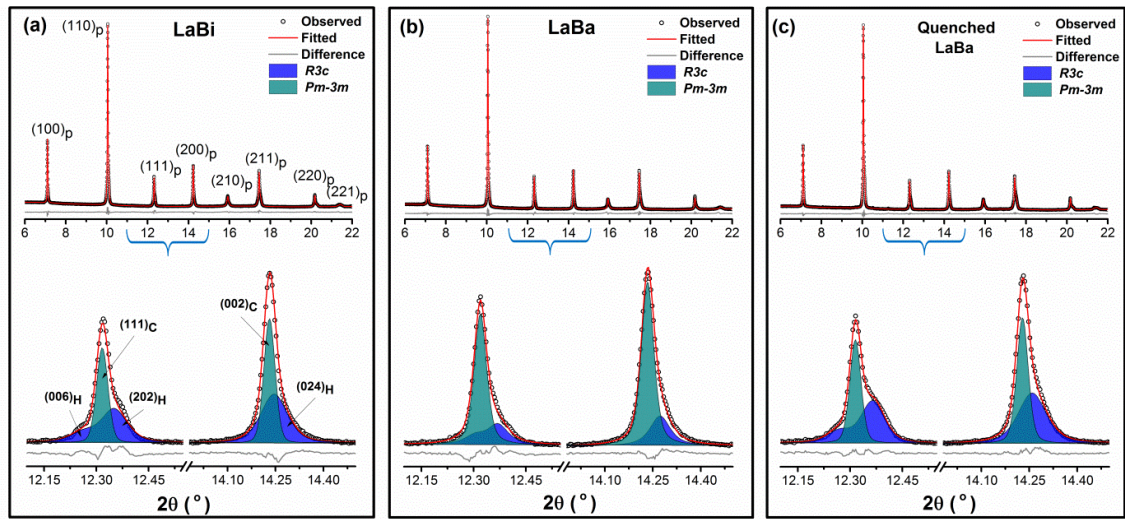 (a)
LaBi
Observed
Fitted
Difference
R3c
Pm-3m
(100)p
(110)p
(111)p
(200)p
(210)p
(211)p
(220)p
(221)p
6 8 10 12 14 16 18 20 22
(006)H
(111)C
(202)H
(002)C
(024)H
12.15 12.30 12.45 14.10 14.25 14.40
2θ (°)
(b)
LaBa
Observed
Fitted
Difference
R3c
Pm-3m
6 8 10 12 14 16 18 20 22
12.15 12.30 12.45 14.10 14.25 14.40
2θ (°)
(c)
Quenched
LaBa
Observed
Fitted
Difference
R3c
Pm-3m
6 8 10 12 14 16 18 20 22
12.15 12.30 12.45 14.10 14.25 14.40
2θ (°)